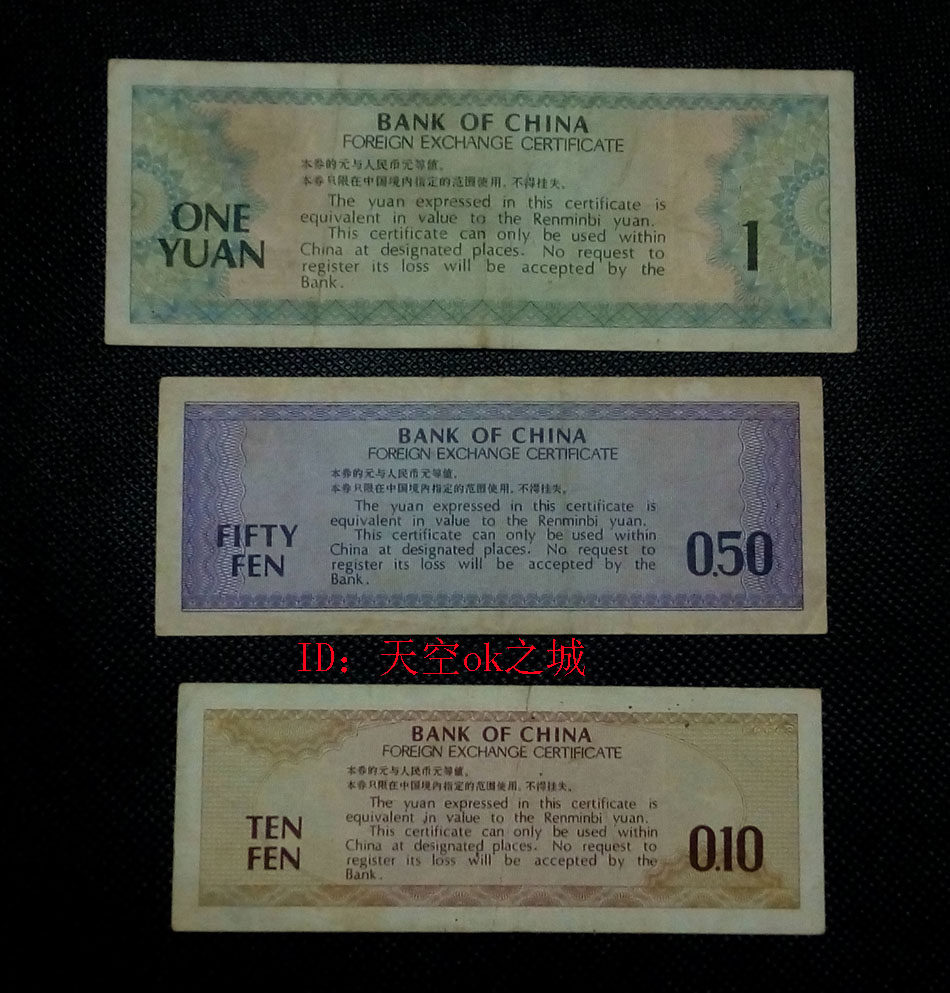 BANK OF CHINA
FOREIGN EXCHANGE CERTIFICATE
本券的元与人民币元等值。
本券只限在中国境内指定的范围使用，不得挂失。
The yuan expressed in this certificate is
equivalent in value to the Renminbi yuan.
This certificate can only be used within
China at designated places. No request to
register its loss will be accepted by the
Bank.
ONE
YUAN
1
BANK OF CHINA
FOREIGN EXCHANGE CERTIFICATE
本券的元与人民币元等值。
本券只限在中国境内指定的范围使用，不得挂失。
The yuan expressed in this certificate is
equivalent in value to the Renminbi yuan.
This certificate can only be used within
China at designated places. No request to
register its loss will be accepted by the
Bank.
FIFTY
FEN
0.50
ID：天空ok之城
BANK OF CHINA
FOREIGN EXCHANGE CERTIFICATE
本券的元与人民币元等值。
本券只限在中国境内指定的范围使用，不得挂失。
The yuan expressed in this certificate is
equivalent in value to the Renminbi yuan.
This certificate can only be used within
China at designated places. No request to
register its loss will be accepted by the
Bank.
TEN
FEN
0.10